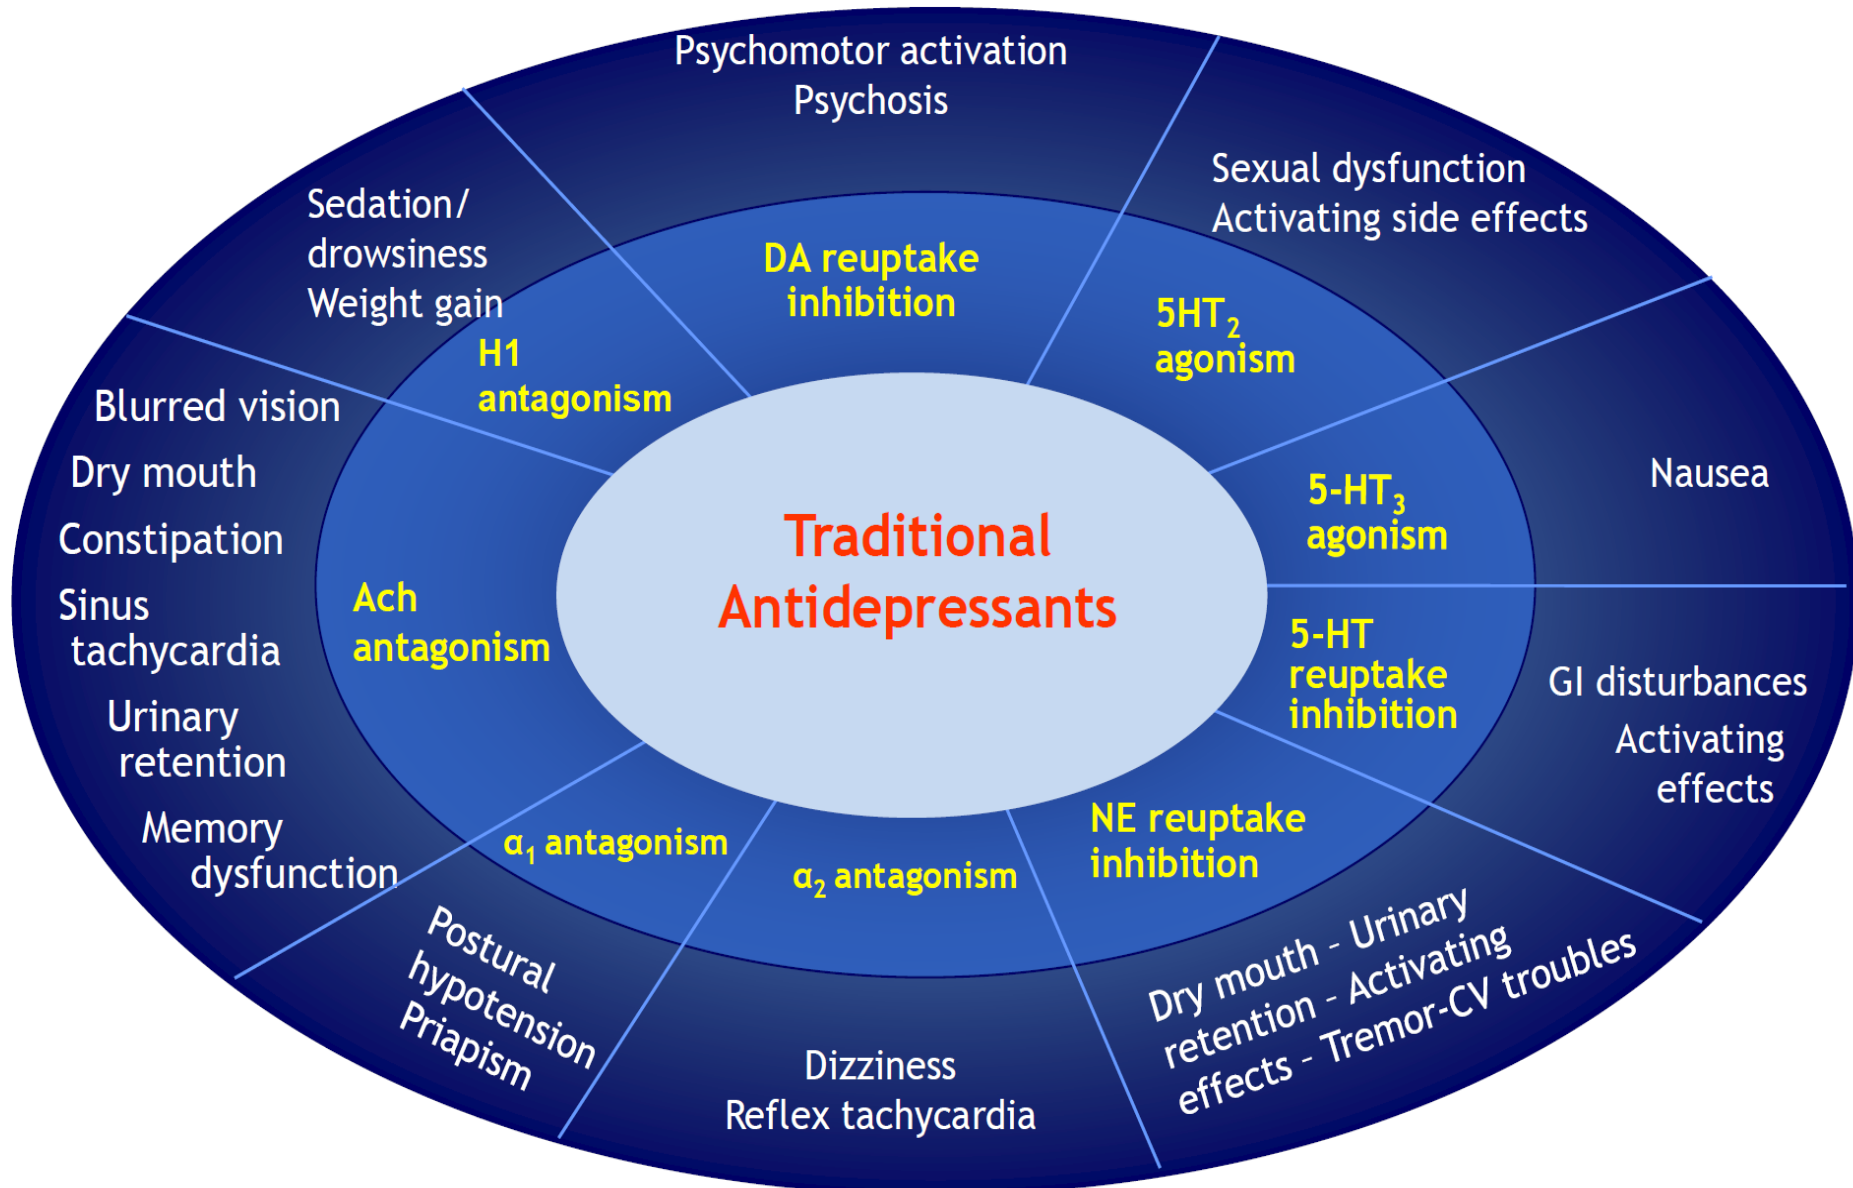 Psychomotor activation
Psychosis
Sexual dysfunction
Activating side effects
Sedation/
drowsiness
Weight gain
DA reuptake
inhibition
5HT₂
agonism
H1
antagonism
Blurred vision
Dry mouth
Constipation
Sinus
tachycardia
Urinary
retention
Memory
dysfunction
Nausea
5-HT₃
agonism
Traditional
Antidepressants
Ach
antagonism
5-HT
reuptake
inhibition
GI disturbances
Activating
effects
α₁ antagonism
α₂ antagonism
NE reuptake
inhibition
Postural
hypotension
Priapism
Dizziness
Reflex tachycardia
Dry mouth - Urinary
retention - Activating
effects - Tremor-CV troubles